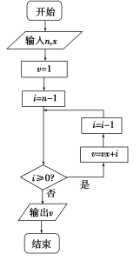 开始
输入n,x
v=1
i=n-1
i=i-1
v=vx+i
i≥0?
是
否
输出v
结束